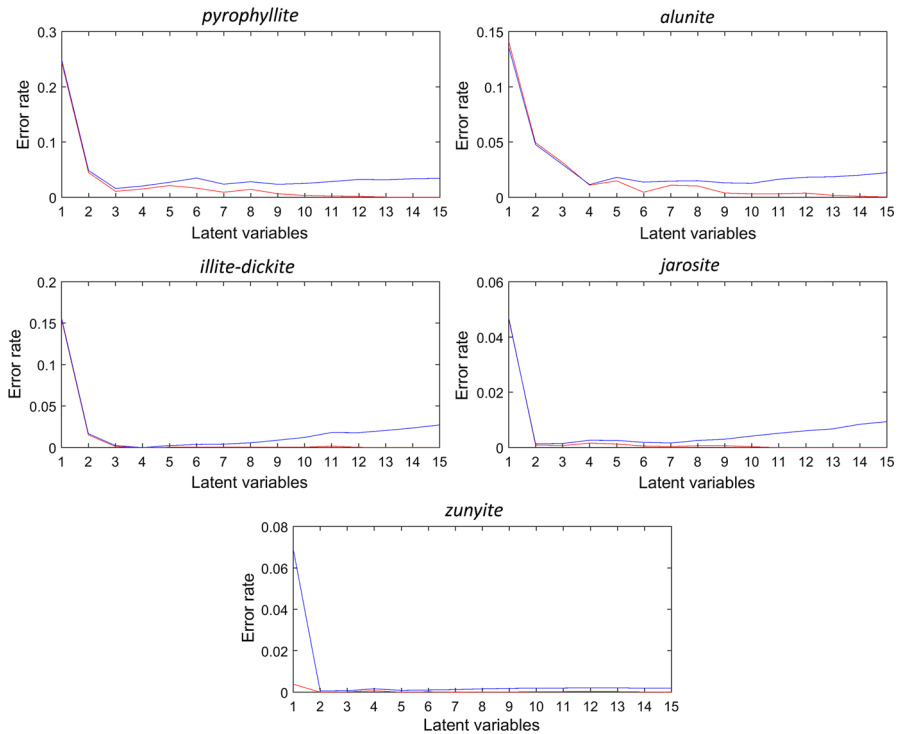 pyrophyllite
0.3
0.2
0.1
0
Error rate
1 2 3 4 5 6 7 8 9 10 11 12 13 14 15
Latent variables
alunite
0.15
0.1
0.05
0
Error rate
1 2 3 4 5 6 7 8 9 10 11 12 13 14 15
Latent variables
illite-dickite
0.2
0.15
0.1
0.05
0
Error rate
1 2 3 4 5 6 7 8 9 10 11 12 13 14 15
Latent variables
jarosite
0.06
0.04
0.02
0
Error rate
1 2 3 4 5 6 7 8 9 10 11 12 13 14 15
Latent variables
zunyite
0.08
0.06
0.04
0.02
0
Error rate
1 2 3 4 5 6 7 8 9 10 11 12 13 14 15
Latent variables